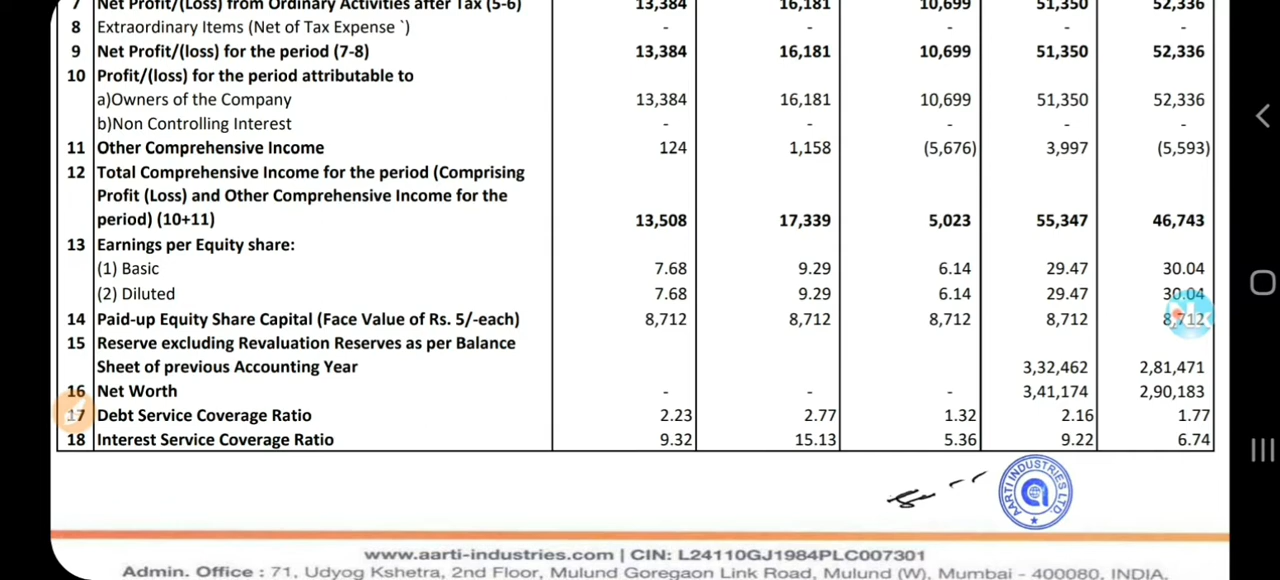 7 Net Profit/(Loss) from Ordinary Activities after Tax (5-6) 13,384 16,181 10,699 51,350 52,336
8 Extraordinary Items (Net of Tax Expense `) - - - - -
9 Net Profit/(loss) for the period (7-8) 13,384 16,181 10,699 51,350 52,336
10 Profit/(loss) for the period attributable to
a)Owners of the Company 13,384 16,181 10,699 51,350 52,336
b)Non Controlling Interest - - - - -
11 Other Comprehensive Income 124 1,158 (5,676) 3,997 (5,593)
12 Total Comprehensive Income for the period (Comprising
Profit (Loss) and Other Comprehensive Income for the
period) (10+11) 13,508 17,339 5,023 55,347 46,743
13 Earnings per Equity share:
(1) Basic 7.68 9.29 6.14 29.47 30.04
(2) Diluted 7.68 9.29 6.14 29.47 30.04
14 Paid-up Equity Share Capital (Face Value of Rs. 5/-each) 8,712 8,712 8,712 8,712 8,712
15 Reserve excluding Revaluation Reserves as per Balance
Sheet of previous Accounting Year 3,32,462 2,81,471
16 Net Worth - - - 3,41,174 2,90,183
17 Debt Service Coverage Ratio 2.23 2.77 1.32 2.16 1.77
18 Interest Service Coverage Ratio 9.32 15.13 5.36 9.22 6.74
AARTI INDUSTRIES LTD.
www.aarti-industries.com | CIN: L24110GJ1984PLC007301
Admin. Office : 71, Udyog Kshetra, 2nd Floor, Mulund Goregaon Link Road, Mulund (W), Mumbai - 400080, INDIA.